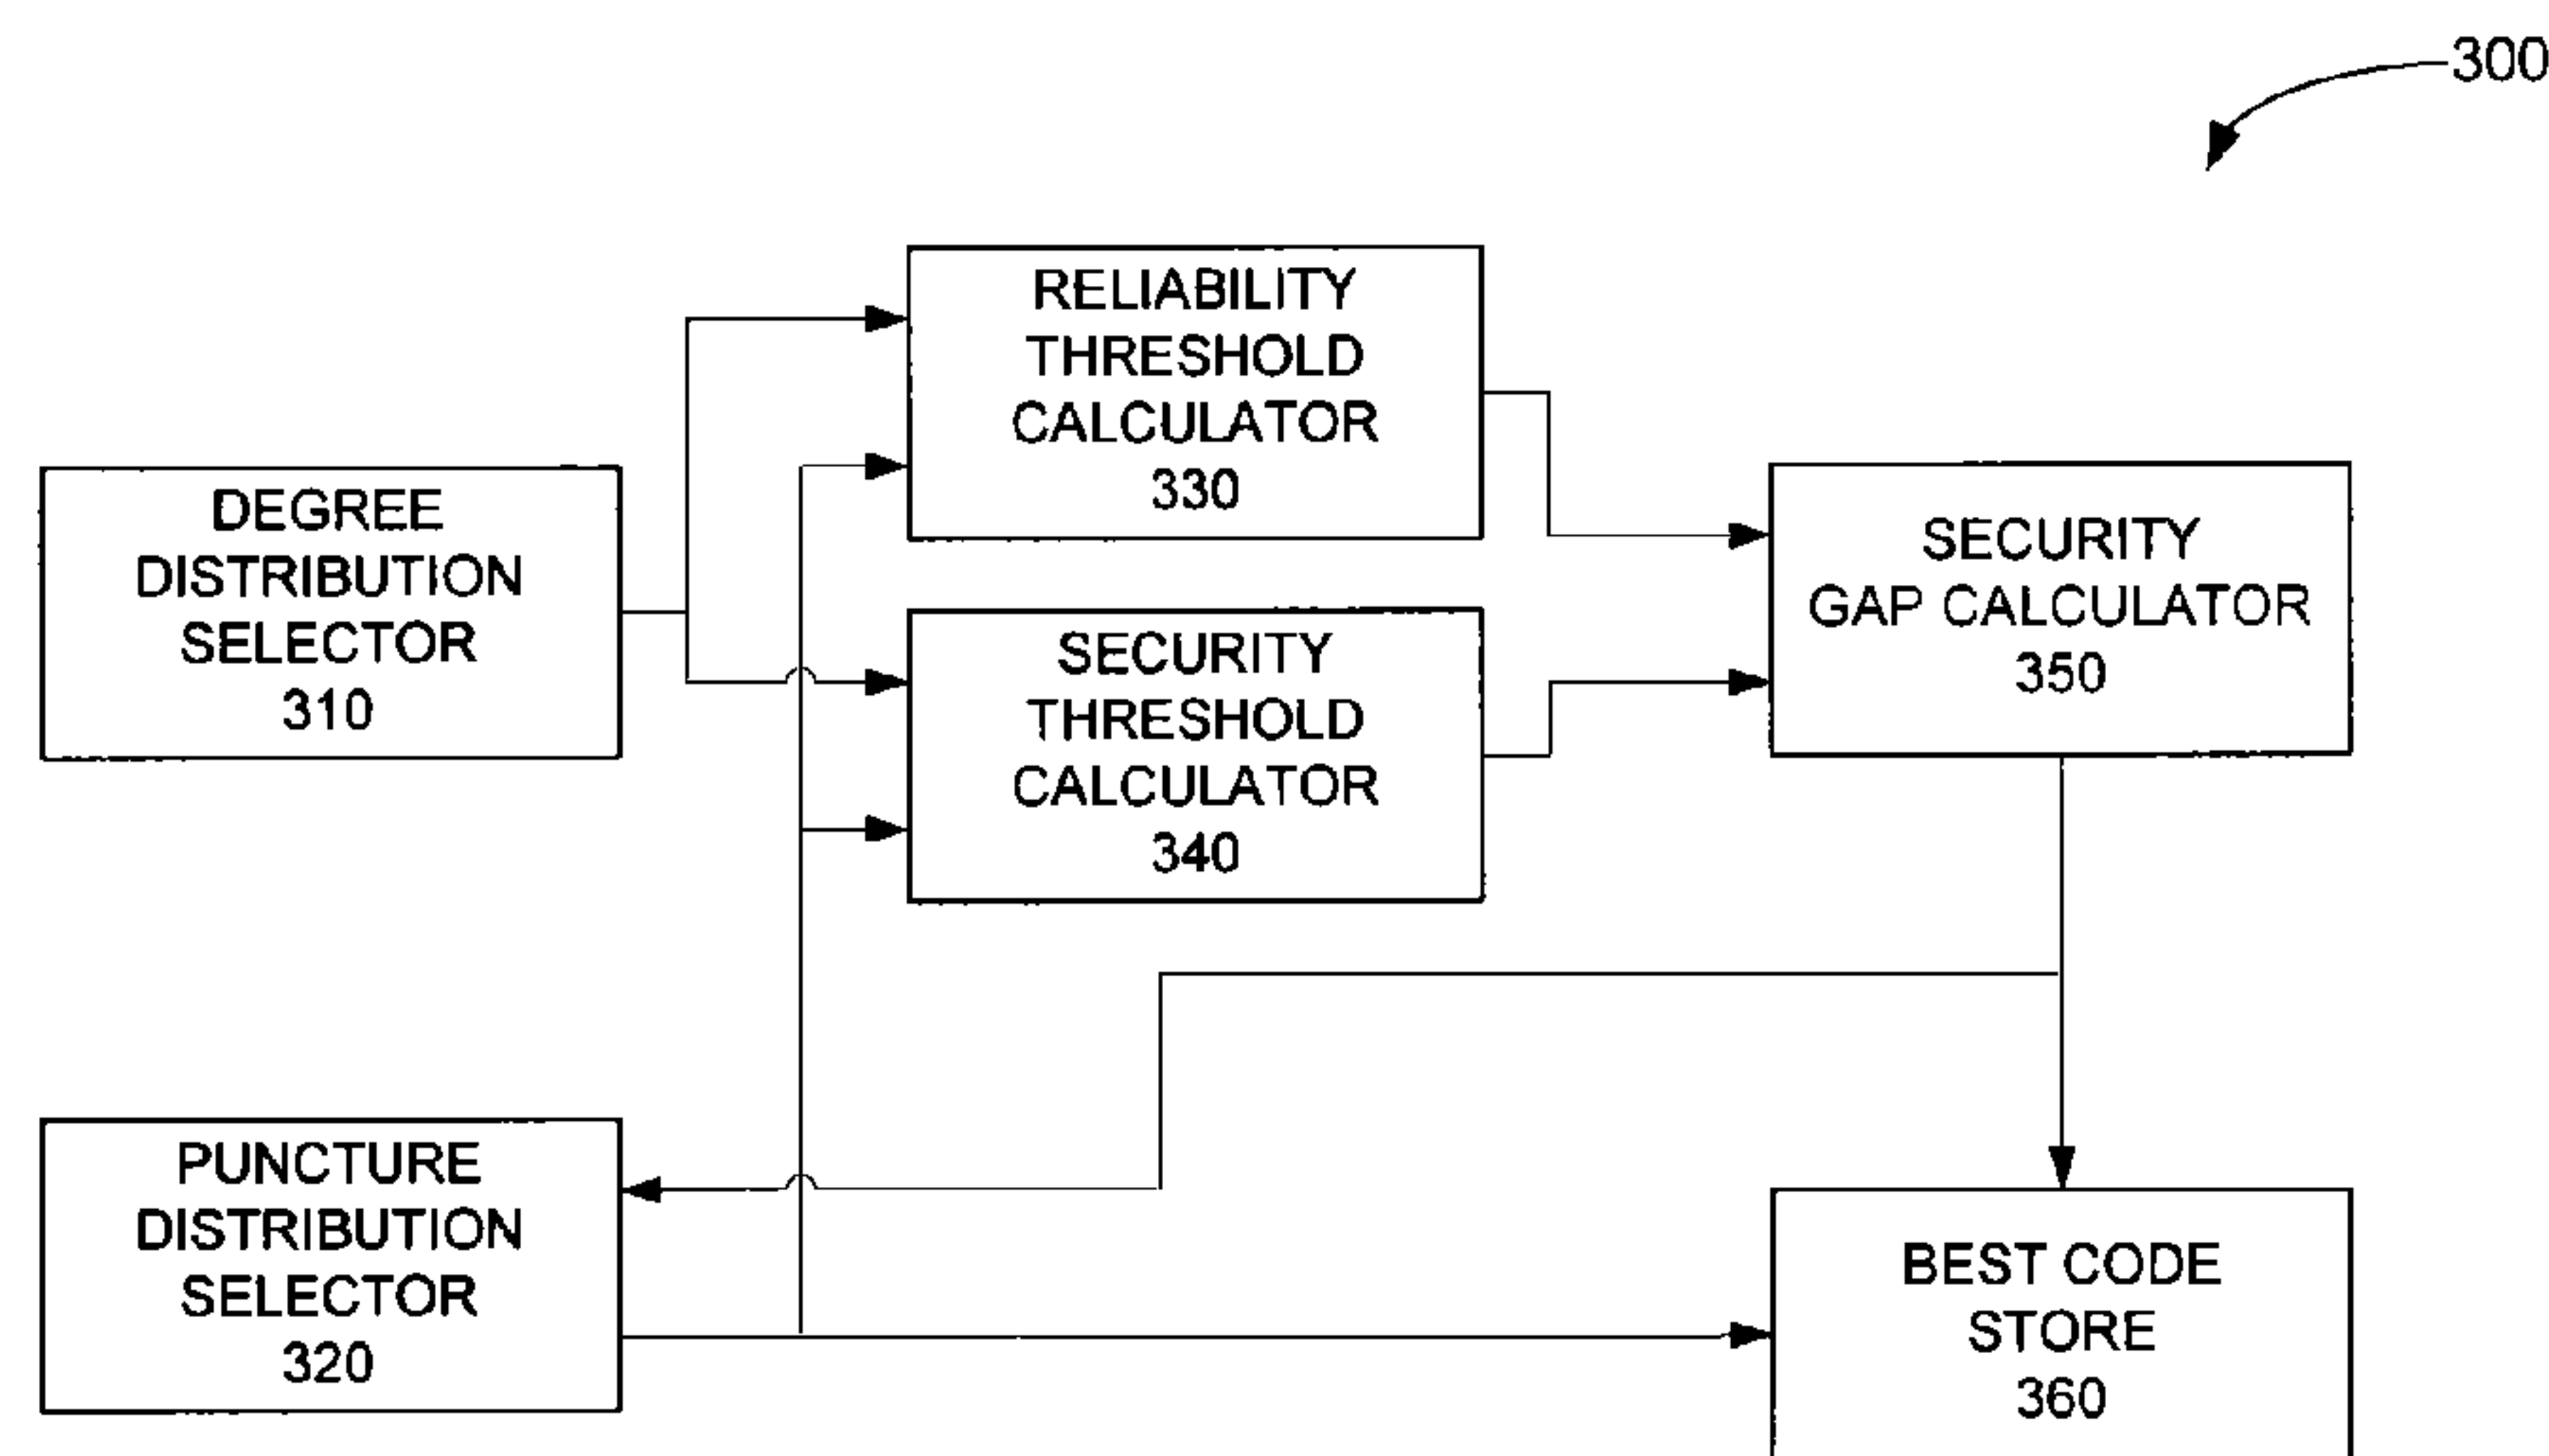 300
RELIABILITY
THRESHOLD
CALCULATOR
330
DEGREE
DISTRIBUTION
SELECTOR
310
SECURITY
THRESHOLD
CALCULATOR
340
SECURITY
GAP CALCULATOR
350
PUNCTURE
DISTRIBUTION
SELECTOR
320
BEST CODE
STORE
360